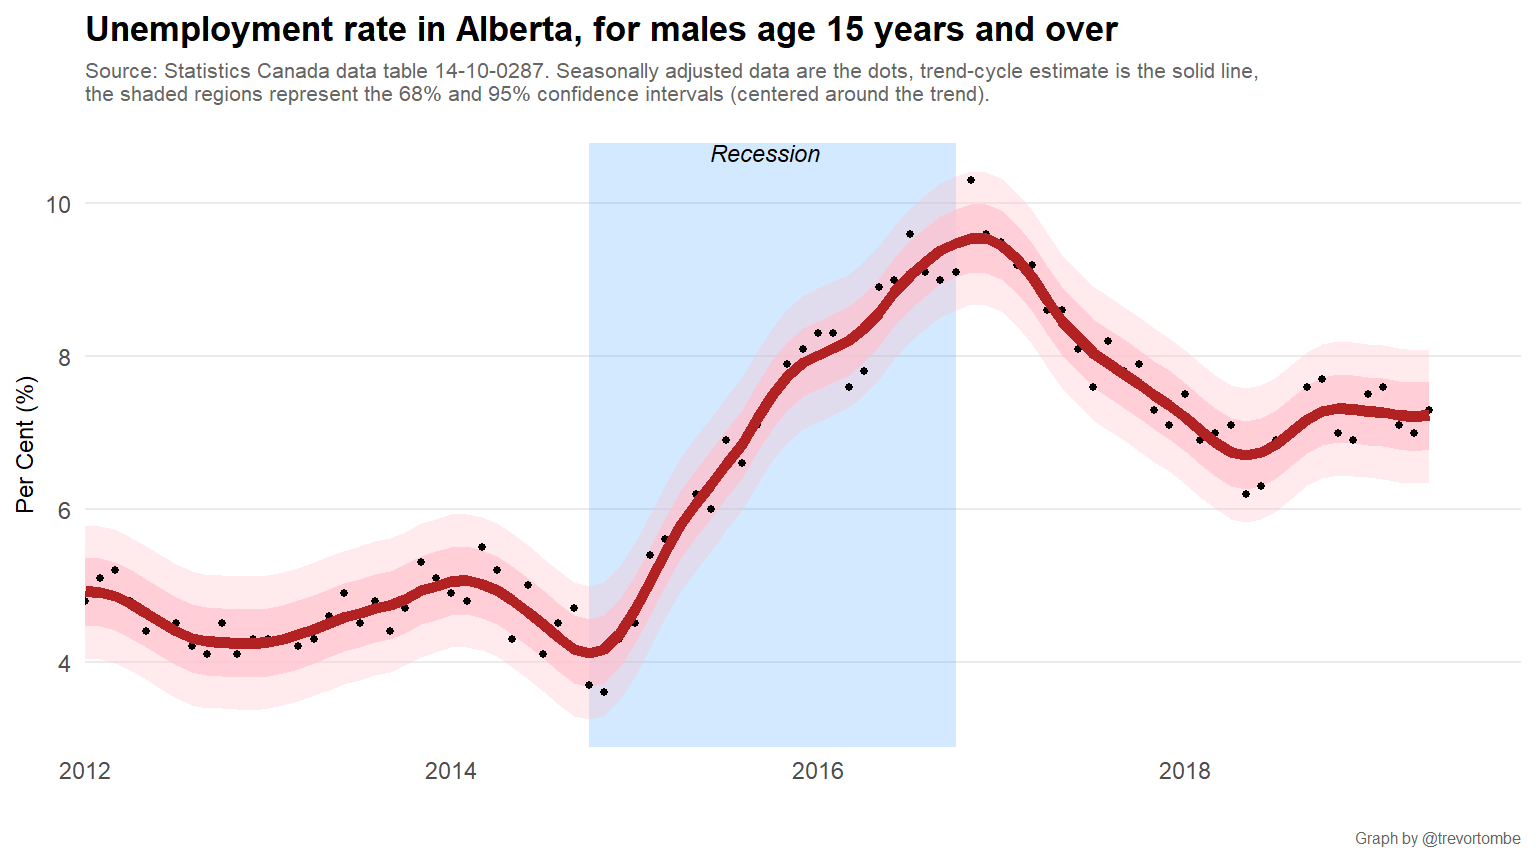 Unemployment rate in Alberta, for males age 15 years and over
Source: Statistics Canada data table 14-10-0287. Seasonally adjusted data are the dots, trend-cycle estimate is the solid line,
the shaded regions represent the 68% and 95% confidence intervals (centered around the trend).
Recession
10
8
6
4
Per Cent (%)
2012
2014
2016
2018
Graph by @trevortombe